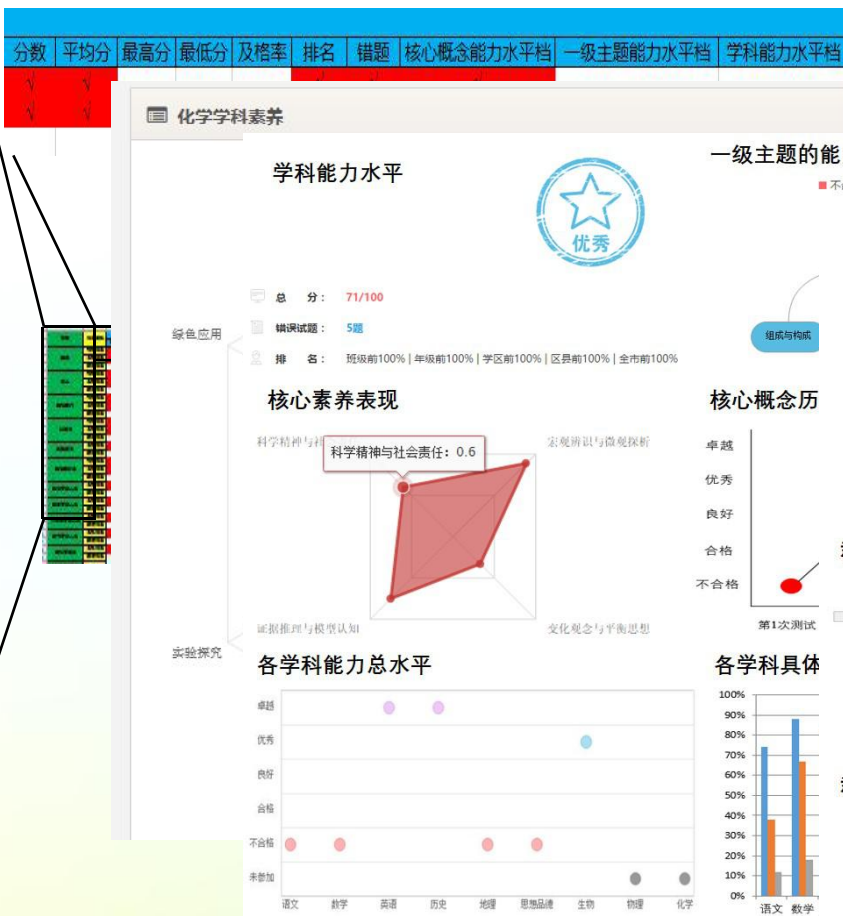 分数 平均分 最高分 最低分 及格率 排名 错题 核心概念能力水平档 一级主题能力水平档 学科能力水平档
√ √ √ √ √
√ √
化学学科素养
学科能力水平
优秀
一级主题的能
不
总 分： 71/100
错误试题： 5题
排 名： 班级前100% | 年级前100% | 学区前100% | 区县前100% | 全市前100%
绿色应用
组成与构成
核心素养表现
科学精神与社
科学精神与社会责任：0.6
宏观辨识与微观探析
证据推理与模型认知
变化观念与平衡思想
核心概念历
卓越
优秀
良好
合格
不合格
第1次测试
实验探究
各学科能力总水平
卓越
优秀
良好
合格
不合格
未参加
语文 数学 英语 历史 地理 思想品德 生物 物理 化学
各学科具体
100%
90%
80%
70%
60%
50%
40%
30%
20%
10%
0%
语文 数学